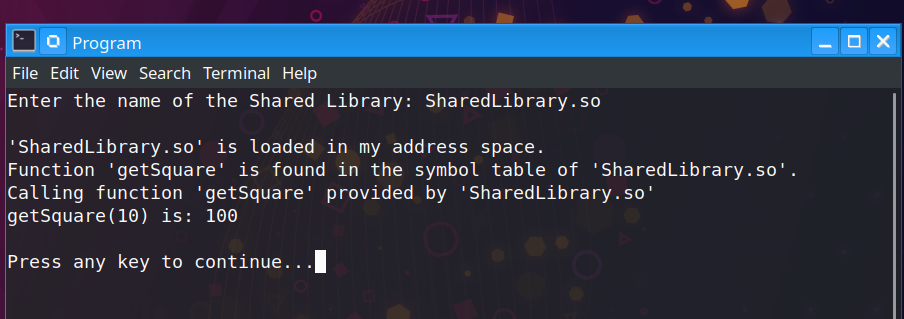 Program
File Edit View Search Terminal Help
Enter the name of the Shared Library: SharedLibrary.so
'SharedLibrary.so' is loaded in my address space.
Function 'getSquare' is found in the symbol table of 'SharedLibrary.so'.
Calling function 'getSquare' provided by 'SharedLibrary.so'
getSquare(10) is: 100
Press any key to continue...